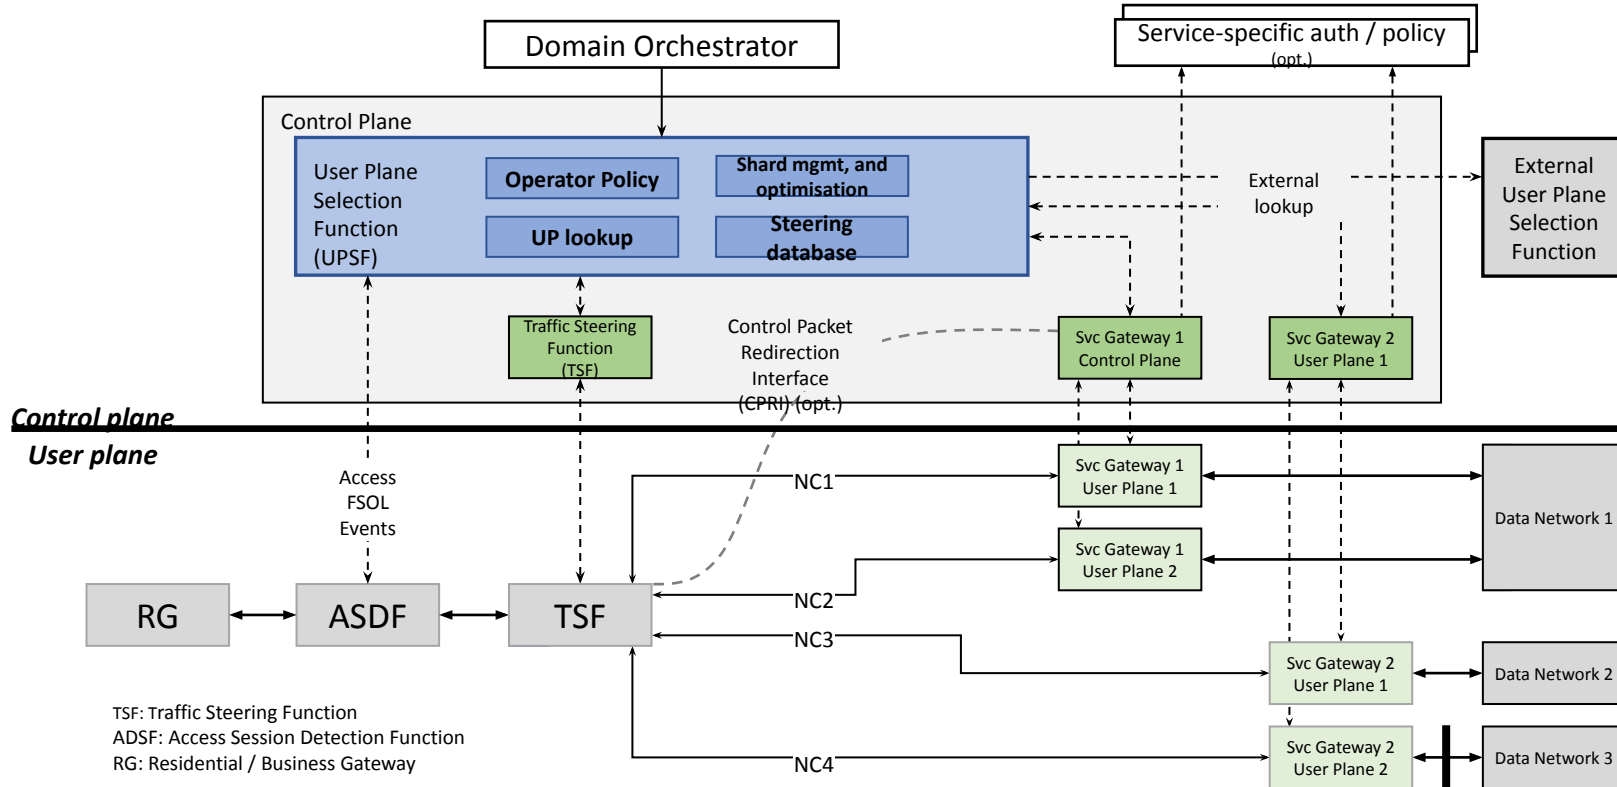 Domain Orchestrator
Service-specific auth / policy
(opt.)
Control Plane
User Plane
Selection
Function
(UPSF)
Operator Policy
Shard mgmt, and
optimisation
UP lookup
Steering
database
External
lookup
External
User Plane
Selection
Function
Traffic Steering
Function
(TSF)
Control Packet
Redirection
Interface
(CPRI) (opt.)
Svc Gateway 1
Control Plane
Svc Gateway 2
User Plane 1
Control plane
User plane
Access
FSOL
Events
NC1
Svc Gateway 1
User Plane 1
Data Network 1
Svc Gateway 1
User Plane 2
NC2
RG
ASDF
TSF
NC3
Svc Gateway 2
User Plane 1
Data Network 2
NC4
Svc Gateway 2
User Plane 2
Data Network 3
TSF: Traffic Steering Function
ADSF: Access Session Detection Function
RG: Residential / Business Gateway